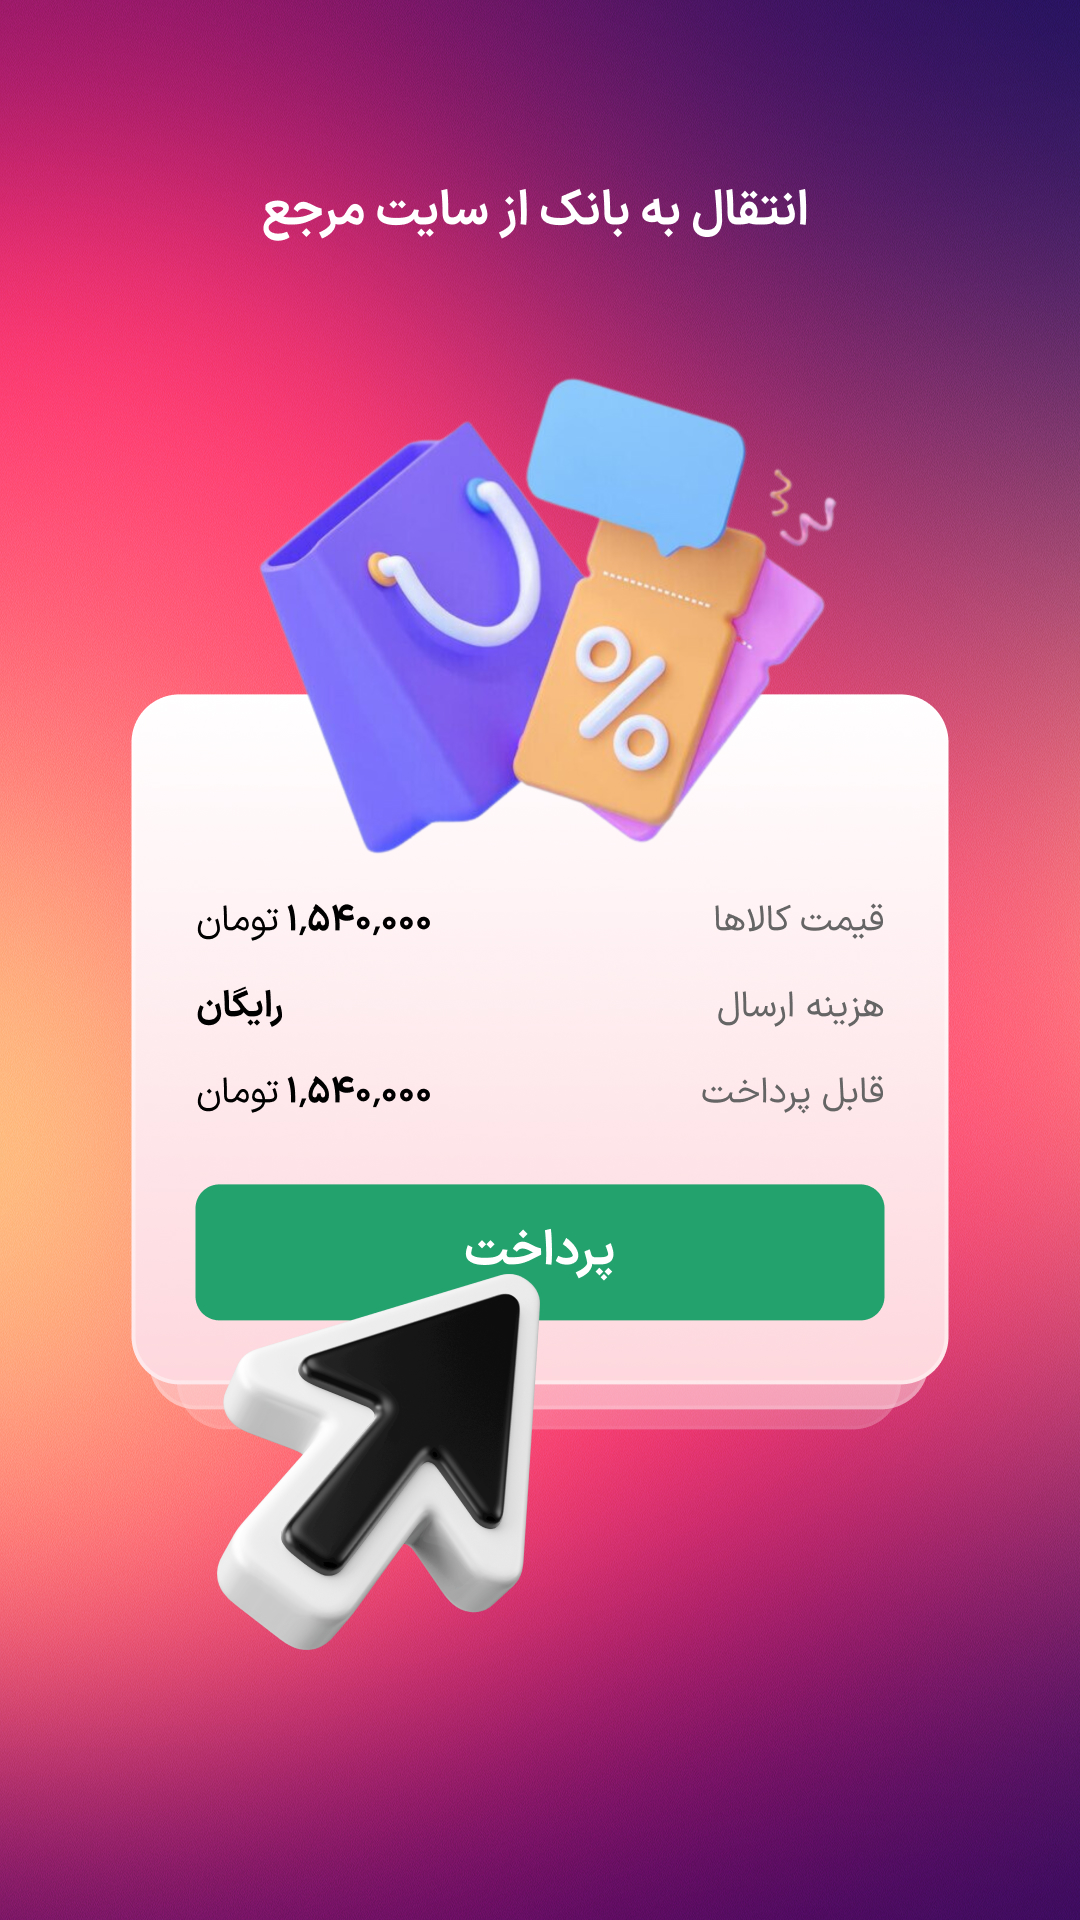 انتقال به بانک از سایت مرجع
%
قیمت کالاها ۱,۵۴۰,۰۰۰ تومان
هزینه ارسال رایگان
قابل پرداخت ۱,۵۴۰,۰۰۰ تومان
پرداخت